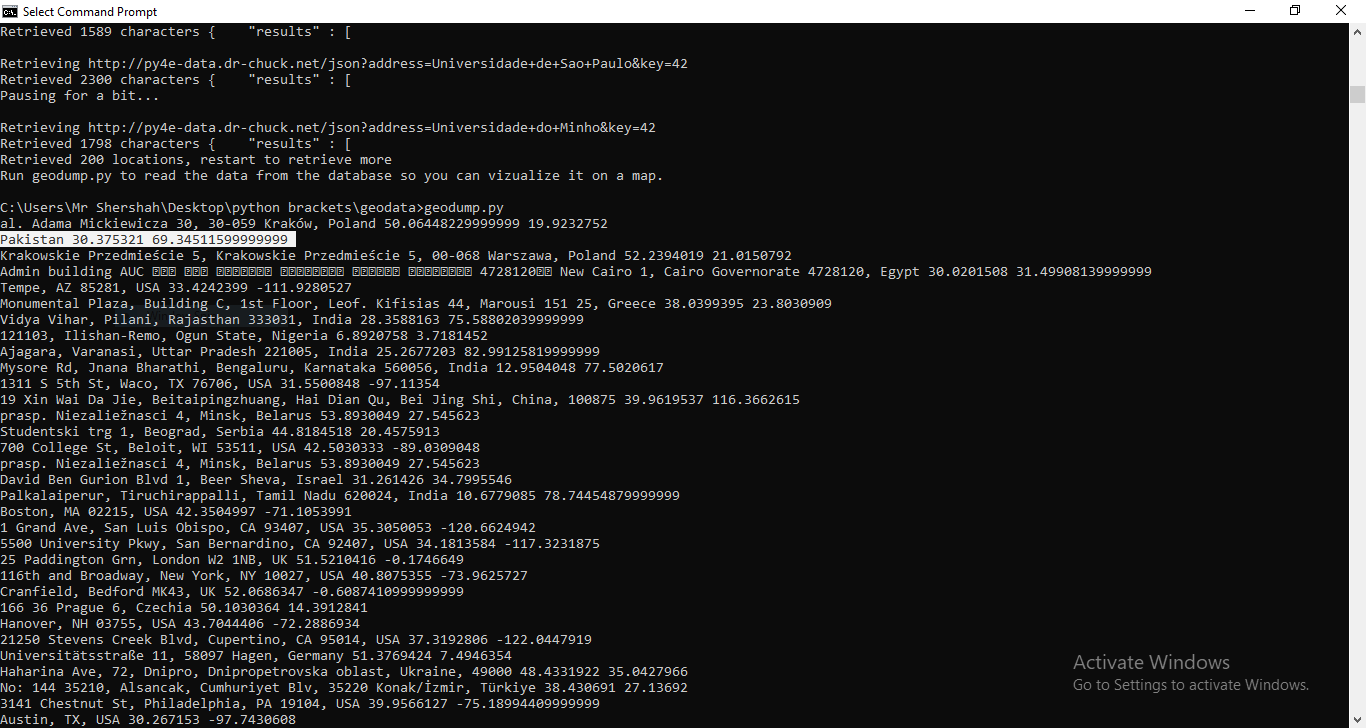 Select Command Prompt
Retrieved 1589 characters {    "results" : [
Retrieving http://py4e-data.dr-chuck.net/json?address=Universidade+de+Sao+Paulo&key=42
Retrieved 2300 characters {    "results" : [
Pausing for a bit...
Retrieving http://py4e-data.dr-chuck.net/json?address=Universidade+do+Minho&key=42
Retrieved 1798 characters {    "results" : [
Retrieved 200 locations, restart to retrieve more
Run geodump.py to read the data from the database so you can vizualize it on a map.
C:\Users\Mr Shershah\Desktop\python brackets\geodata>geodump.py
al. Adama Mickiewicza 30, 30-059 Kraków, Poland 50.06448229999999 19.9232752
Pakistan 30.375321 69.34511599999999
Krakowskie Przedmieście 5, Krakowskie Przedmieście 5, 00-068 Warszawa, Poland 52.2394019 21.0150792
Admin building AUC 4728120 New Cairo 1, Cairo Governorate 4728120, Egypt 30.0201508 31.49908139999999
Tempe, AZ 85281, USA 33.4242399 -111.9280527
Monumental Plaza, Building C, 1st Floor, Leof. Kifisias 44, Marousi 151 25, Greece 38.0399395 23.8030909
Vidya Vihar, Pilani, Rajasthan 333031, India 28.3588163 75.58802039999999
121103, Ilishan-Remo, Ogun State, Nigeria 6.8920758 3.7181452
Ajagara, Varanasi, Uttar Pradesh 221005, India 25.2677203 82.99125819999999
Mysore Rd, Jnana Bharathi, Bengaluru, Karnataka 560056, India 12.9504048 77.5020617
1311 S 5th St, Waco, TX 76706, USA 31.5500848 -97.11354
19 Xin Wai Da Jie, Beitaipingzhuang, Hai Dian Qu, Bei Jing Shi, China, 100875 39.9619537 116.3662615
prasp. Niezaliežnasci 4, Minsk, Belarus 53.8930049 27.545623
Studentski trg 1, Beograd, Serbia 44.8184518 20.4575913
700 College St, Beloit, WI 53511, USA 42.5030333 -89.0309048
prasp. Niezaliežnasci 4, Minsk, Belarus 53.8930049 27.545623
David Ben Gurion Blvd 1, Beer Sheva, Israel 31.261426 34.7995546
Palkalaiperur, Tiruchirappalli, Tamil Nadu 620024, India 10.6779085 78.74454879999999
Boston, MA 02215, USA 42.3504997 -71.1053991
1 Grand Ave, San Luis Obispo, CA 93407, USA 35.3050053 -120.6624942
5500 University Pkwy, San Bernardino, CA 92407, USA 34.1813584 -117.3231875
25 Paddington Grn, London W2 1NB, UK 51.5210416 -0.1746649
116th and Broadway, New York, NY 10027, USA 40.8075355 -73.9625727
Cranfield, Bedford MK43, UK 52.0686347 -0.6087410999999999
166 36 Prague 6, Czechia 50.1030364 14.3912841
Hanover, NH 03755, USA 43.7044406 -72.2886934
21250 Stevens Creek Blvd, Cupertino, CA 95014, USA 37.3192806 -122.0447919
Universitätsstraße 11, 58097 Hagen, Germany 51.3769424 7.4946354
Haharina Ave, 72, Dnipro, Dnipropetrovska oblast, Ukraine, 49000 48.4331922 35.0427966
No: 144 35210, Alsancak, Cumhuriyet Blv, 35220 Konak/İzmir, Türkiye 38.430691 27.13692
3141 Chestnut St, Philadelphia, PA 19104, USA 39.9566127 -75.18994409999999
Austin, TX, USA 30.267153 -97.7430608
Activate Windows
Go to Settings to activate Windows.